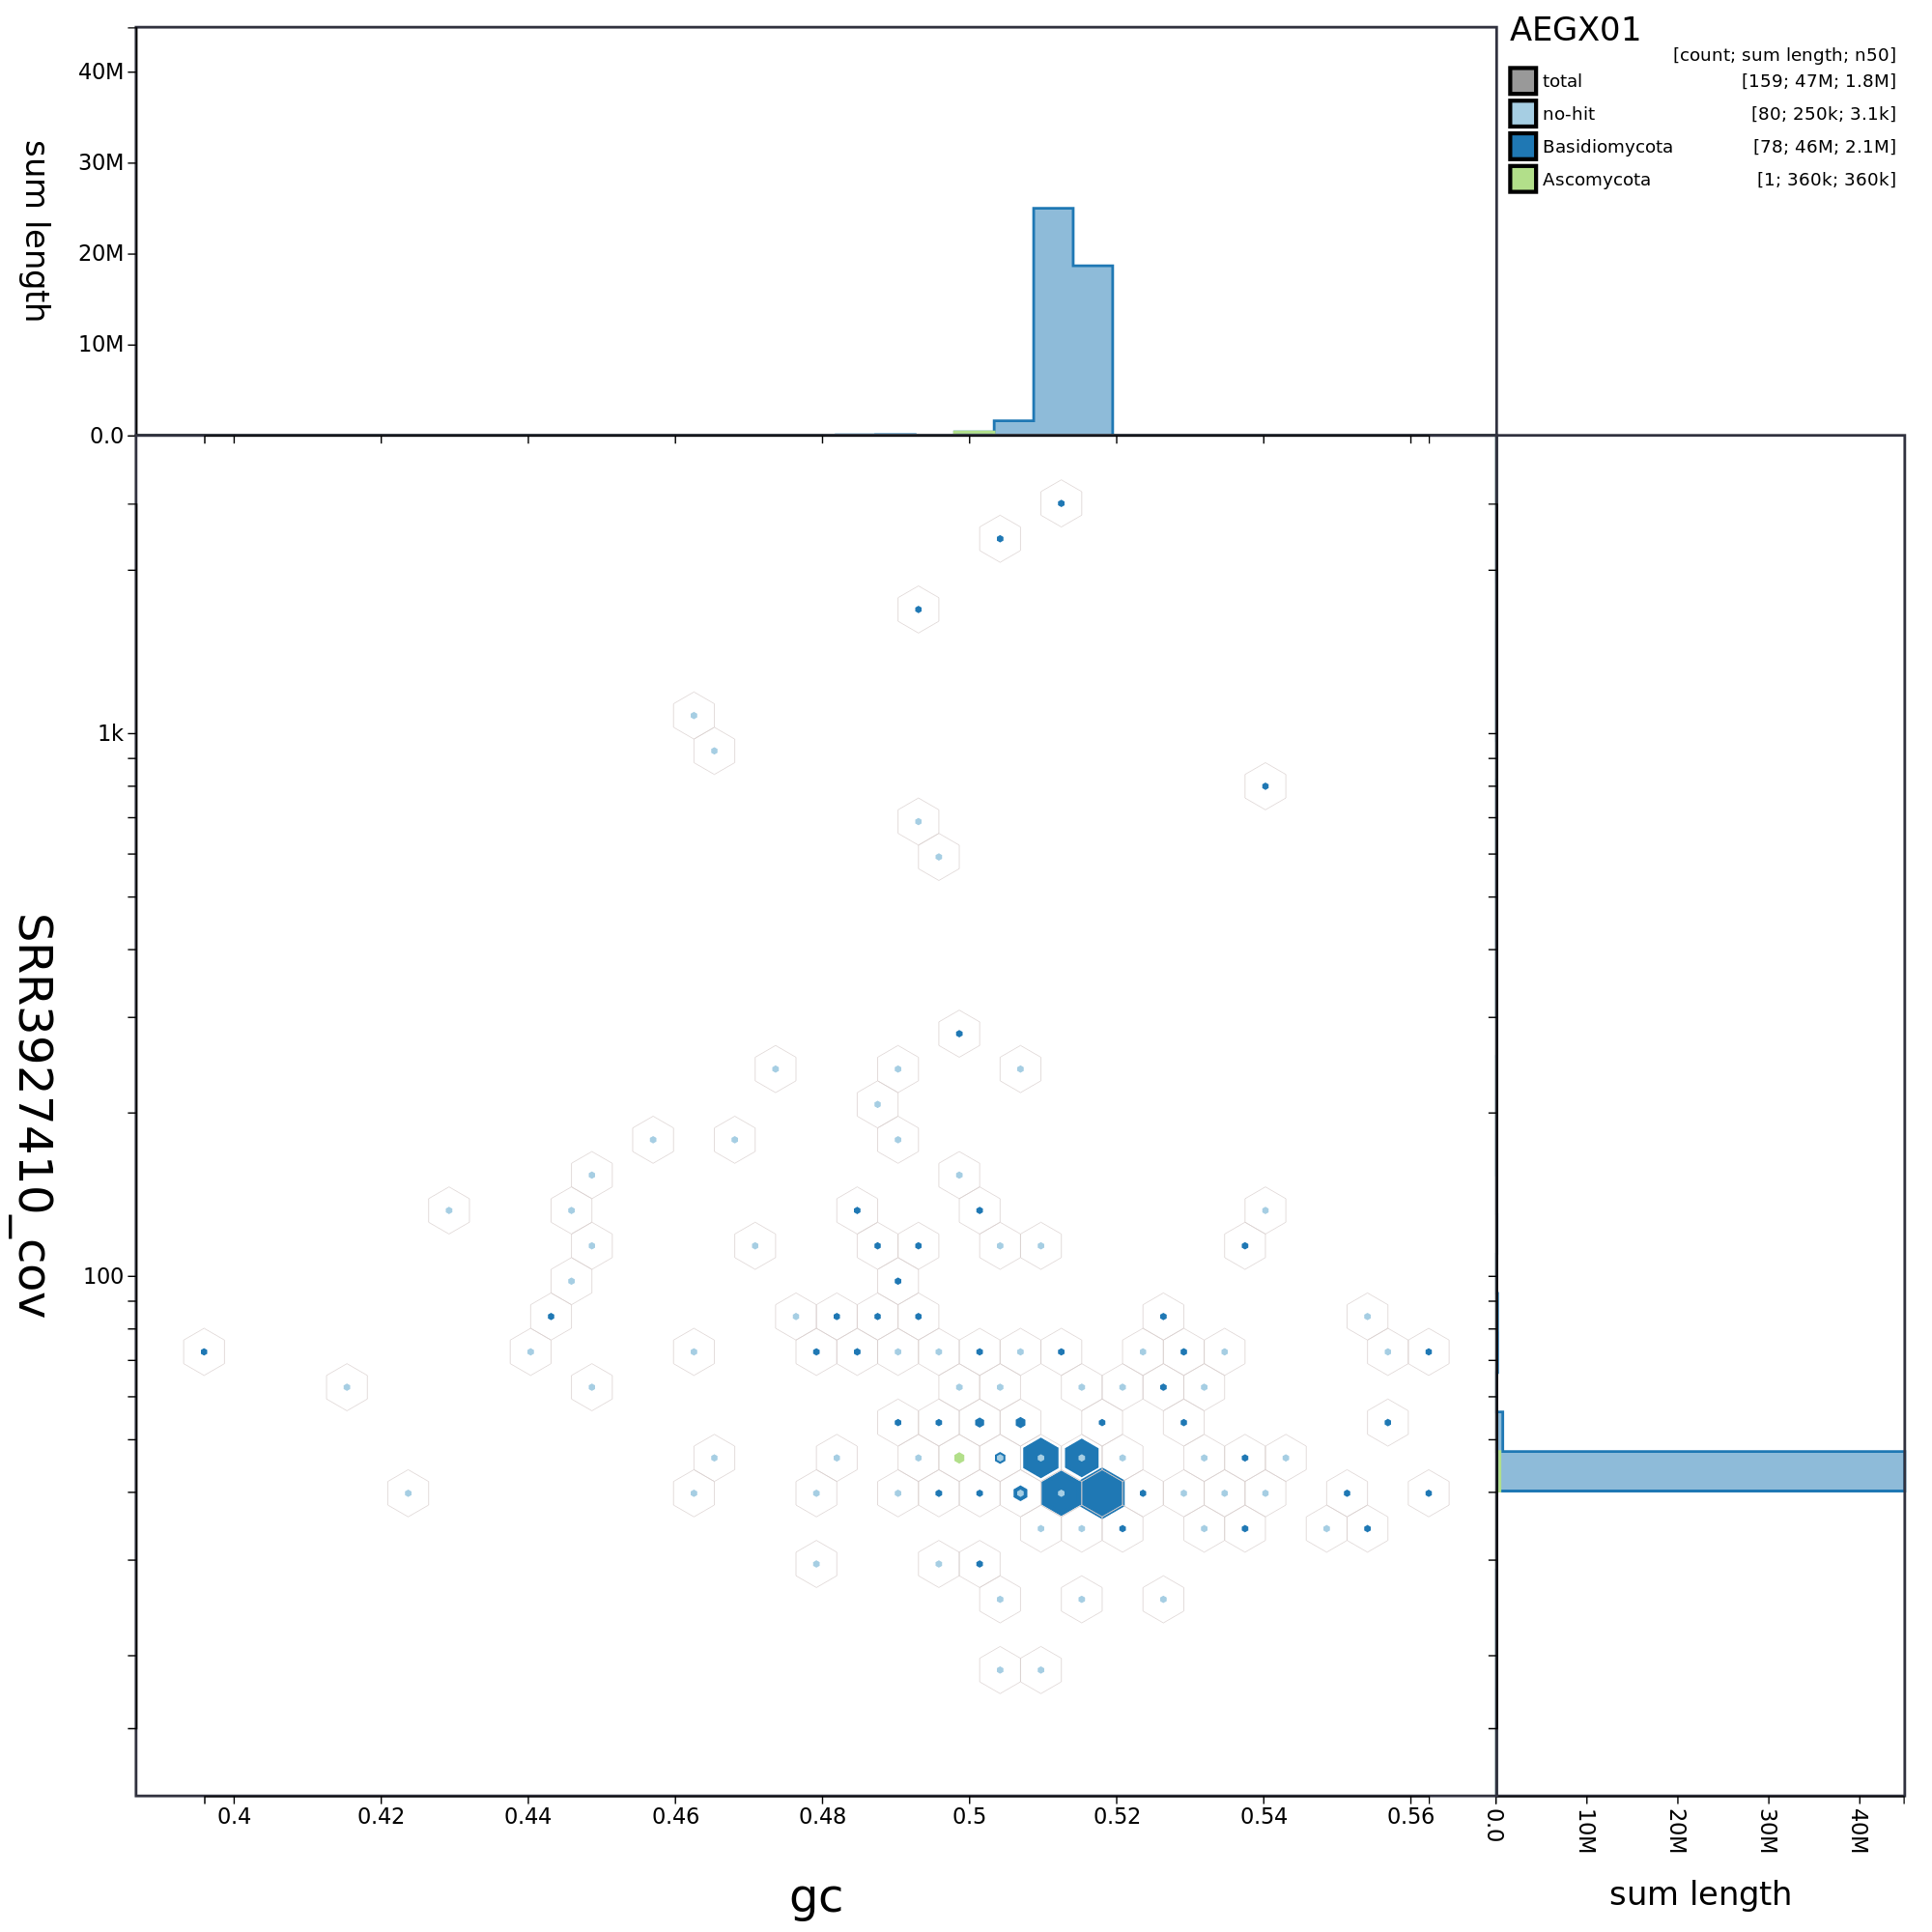 AEGX01
[count; sum length; n50]
total [159; 47M; 1.8M]
no-hit [80; 250k; 3.1k]
Basidiomycota [78; 46M; 2.1M]
Ascomycota [1; 360k; 360k]
sum length
40M
30M
20M
10M
0.0
SRR3927410_cov
1k
100
0.4 0.42 0.44 0.46 0.48 0.5 0.52 0.54 0.56
gc
0.0 10M 20M 30M 40M
sum length